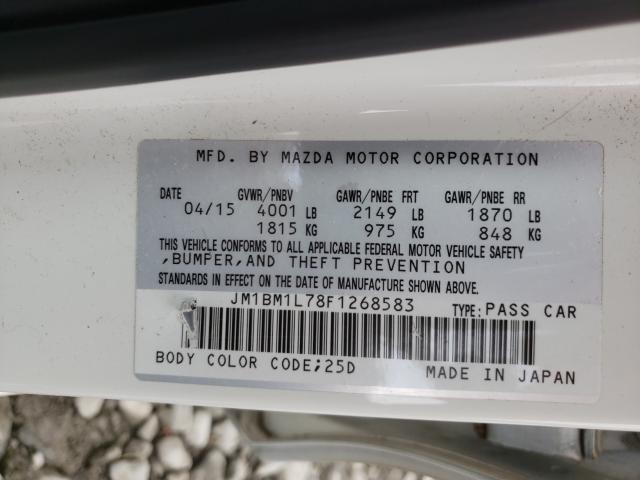 MFD. BY MAZDA MOTOR CORPORATION
DATE GVWR/PNBV GAWR/PNBE FRT GAWR/PNBE RR
04/15 4001 LB 2149 LB 1870 LB
1815 KG 975 KG 848 KG
THIS VEHICLE CONFORMS TO ALL APPLICABLE FEDERAL MOTOR VEHICLE SAFETY
,BUMPER,AND THEFT PREVENTION
STANDARDS IN EFFECT ON THE DATE OF MANUFACTURE SHOWN ABOVE.
JM1BM1L78F1268583 TYPE:PASS CAR
BODY COLOR CODE;25D MADE IN JAPAN